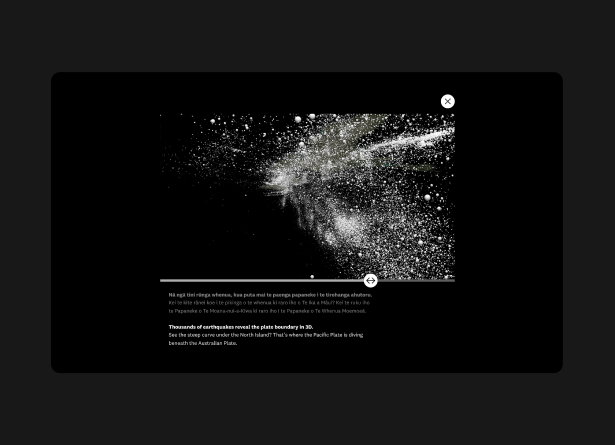 Nā ngā tini rūnga whenua, kua puta mai te paenga papaneke i te tirohanga ahutoru.
Kei te kite rānei koe i te pikinga o te whenua ki raro iho o Te Ika a Māui? Kei te ruku iho
te Papaneke o Te Moana-nui-a-Kiwa ki raro iho i te Papaneke o Te Whenua Moemoeā.
Thousands of earthquakes reveal the plate boundary in 3D.
See the steep curve under the North Island? That's where the Pacific Plate is diving
beneath the Australian Plate.